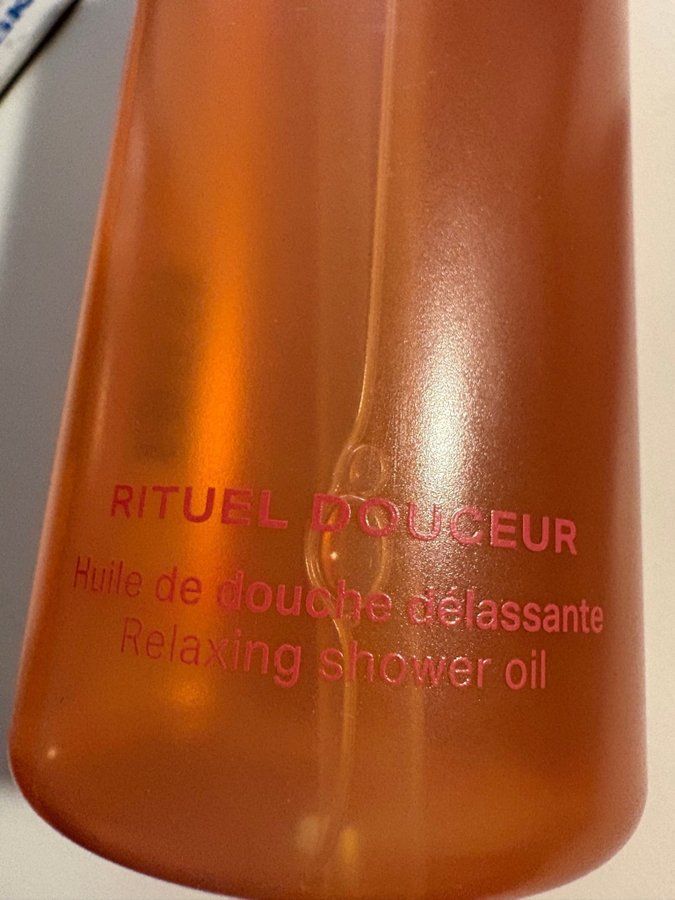 RITUEL DOUCEUR
Huile de douche délassante
Relaxing shower oil